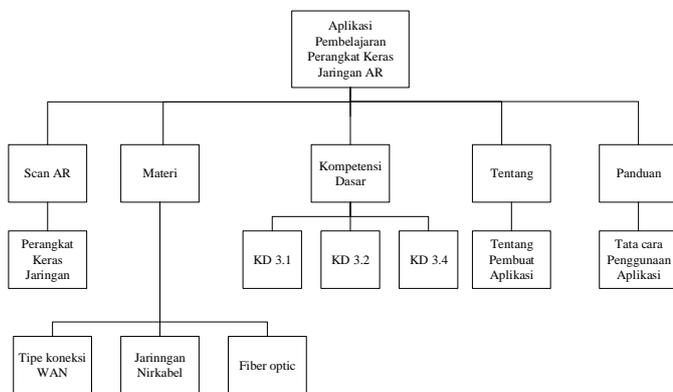 Aplikasi
Pembelajaran
Perangkat Keras
Jaringan AR
Scan AR
Materi
Kompetensi
Dasar
Tentang
Panduan
Perangkat
Keras
Jaringan
KD 3.1
KD 3.2
KD 3.4
Tentang
Pembuat
Aplikasi
Tata cara
Penggunaan
Aplikasi
Tipe koneksi
WAN
Jarinngan
Nirkabel
Fiber optic